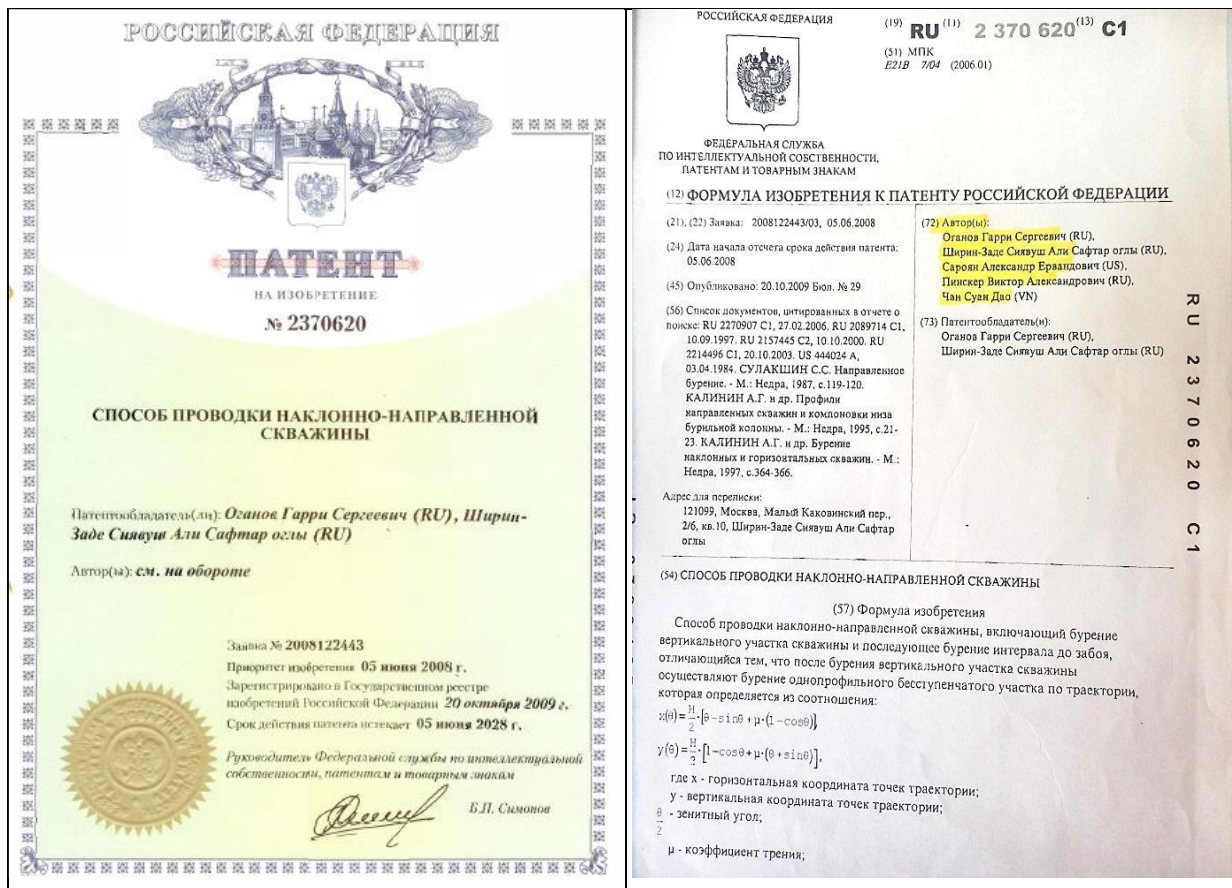 РОССИЙСКАЯ ФЕДЕРАЦИЯ
ПАТЕНТ
НА ИЗОБРЕТЕНИЕ
№ 2370620
СПОСОБ ПРОВОДКИ НАКЛОННО-НАПРАВЛЕННОЙ
СКВАЖИНЫ
Патентообладатель(ли): Оганов Гарри Сергеевич (RU), Ширин-
Заде Сиявуш Али Сафтар оглы (RU)
Автор(ы): см. на обороте
Заявка № 2008122443
Приоритет изобретения 05 июня 2008 г.
Зарегистрировано в Государственном реестре
изобретений Российской Федерации 20 октября 2009 г.
Срок действия патента истекает 05 июня 2028 г.
Руководитель Федеральной службы по интеллектуальной
собственности, патентам и товарным знакам
Б.П. Симонов
РОССИЙСКАЯ ФЕДЕРАЦИЯ
(19) RU (11) 2 370 620 (13) C1
(51) МПК
E21B 7/04 (2006.01)
ФЕДЕРАЛЬНАЯ СЛУЖБА
ПО ИНТЕЛЛЕКТУАЛЬНОЙ СОБСТВЕННОСТИ,
ПАТЕНТАМ И ТОВАРНЫМ ЗНАКАМ
(12) ФОРМУЛА ИЗОБРЕТЕНИЯ К ПАТЕНТУ РОССИЙСКОЙ ФЕДЕРАЦИИ
(21), (22) Заявка: 2008122443/03, 05.06.2008
(24) Дата начала отсчета срока действия патента:
05.06.2008
(45) Опубликовано: 20.10.2009 Бюл. № 29
(56) Список документов, цитированных в отчете о
поиске: RU 2270907 C1, 27.02.2006. RU 2089714 C1,
10.09.1997. RU 2157445 C2, 10.10.2000. RU
2214496 C1, 20.10.2003. US 444024 A,
03.04.1984. СУЛАКШИН С.С. Направленное
бурение. - М.: Недра, 1987, с.119-120.
КАЛИНИН А.Г. и др. Профили
направленных скважин и компоновки низа
бурильной колонны. - М.: Недра, 1995, с.21-
23. КАЛИНИН А.Г. и др. Бурение
наклонных и горизонтальных скважин. - М.:
Недра, 1997, с.364-366.
Адрес для переписки:
121099, Москва, Малый Каковинский пер.,
2/6, кв.10, Ширин-Заде Сиявуш Али Сафтар
оглы
(72) Автор(ы):
Оганов Гарри Сергеевич (RU),
Ширин-Заде Сиявуш Али Сафтар оглы (RU),
Сароян Александр Ервандович (US),
Пинскер Виктор Александрович (RU),
Чан Суан Дао (VN)
(73) Патентообладатель(и):
Оганов Гарри Сергеевич (RU),
Ширин-Заде Сиявуш Али Сафтар оглы (RU)
RU 2370620 C1
(54) СПОСОБ ПРОВОДКИ НАКЛОННО-НАПРАВЛЕННОЙ СКВАЖИНЫ
(57) Формула изобретения
Способ проводки наклонно-направленной скважины, включающий бурение
вертикального участка скважины и последующее бурение интервала до забоя,
отличающийся тем, что после бурения вертикального участка скважины
осуществляют бурение однопрофильного бесступенчатого участка по траектории,
которая определяется из соотношения:
x(θ)=H/2·[θ-sinθ+μ·(1-cosθ)],
y(θ)=H/2·[1-cosθ+μ·(θ+sinθ)],
где x - горизонтальная координата точек траектории;
y - вертикальная координата точек траектории;
θ/2 - зенитный угол;
μ - коэффициент трения;